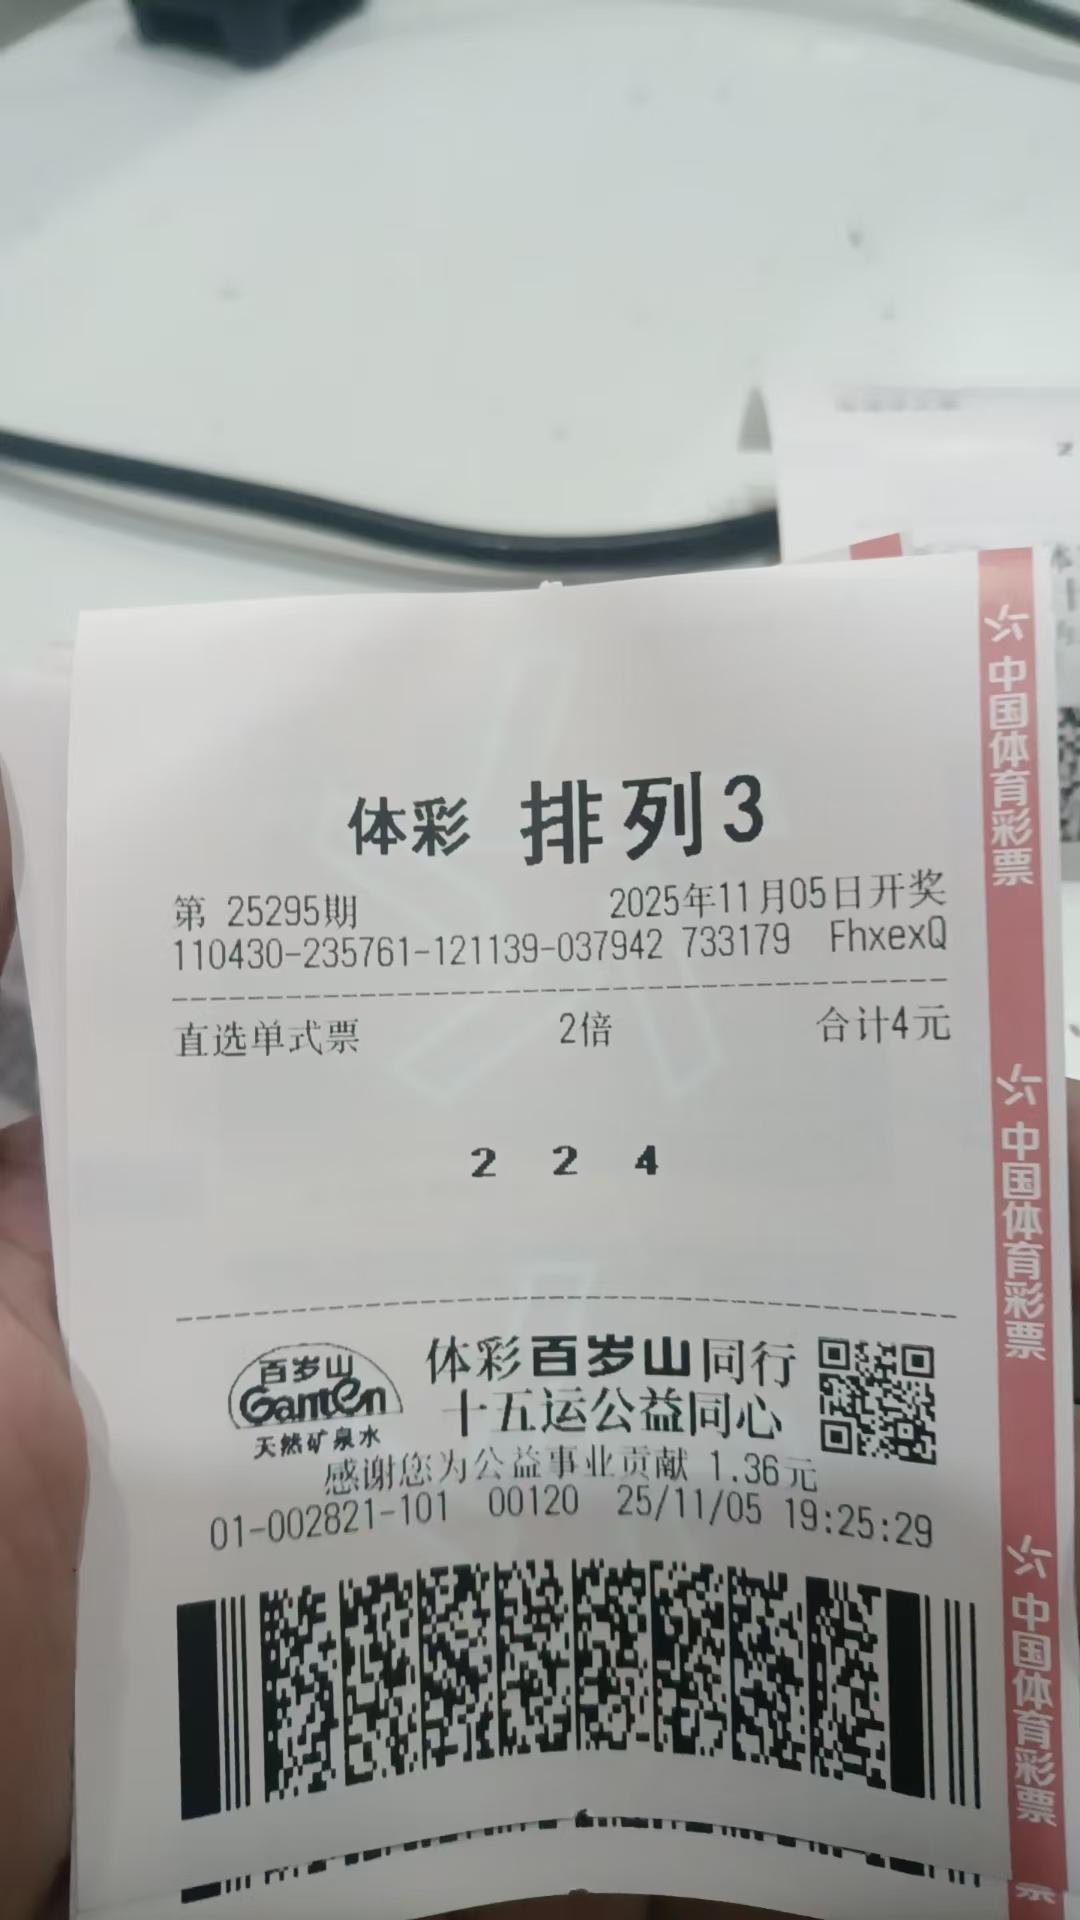 体彩 排列3
第 25295期 2025年11月05日开奖
110430-235761-121139-037942 733179 FhxexQ
直选单式票 2倍 合计4元
2 2 4
百岁山
Ganten
天然矿泉水
体彩百岁山同行
十五运公益同心
感谢您为公益事业贡献 1.36元
01-002821-101 00120 25/11/05 19:25:29
中国体育彩票
中国体育彩票
中国体育彩票
票
2